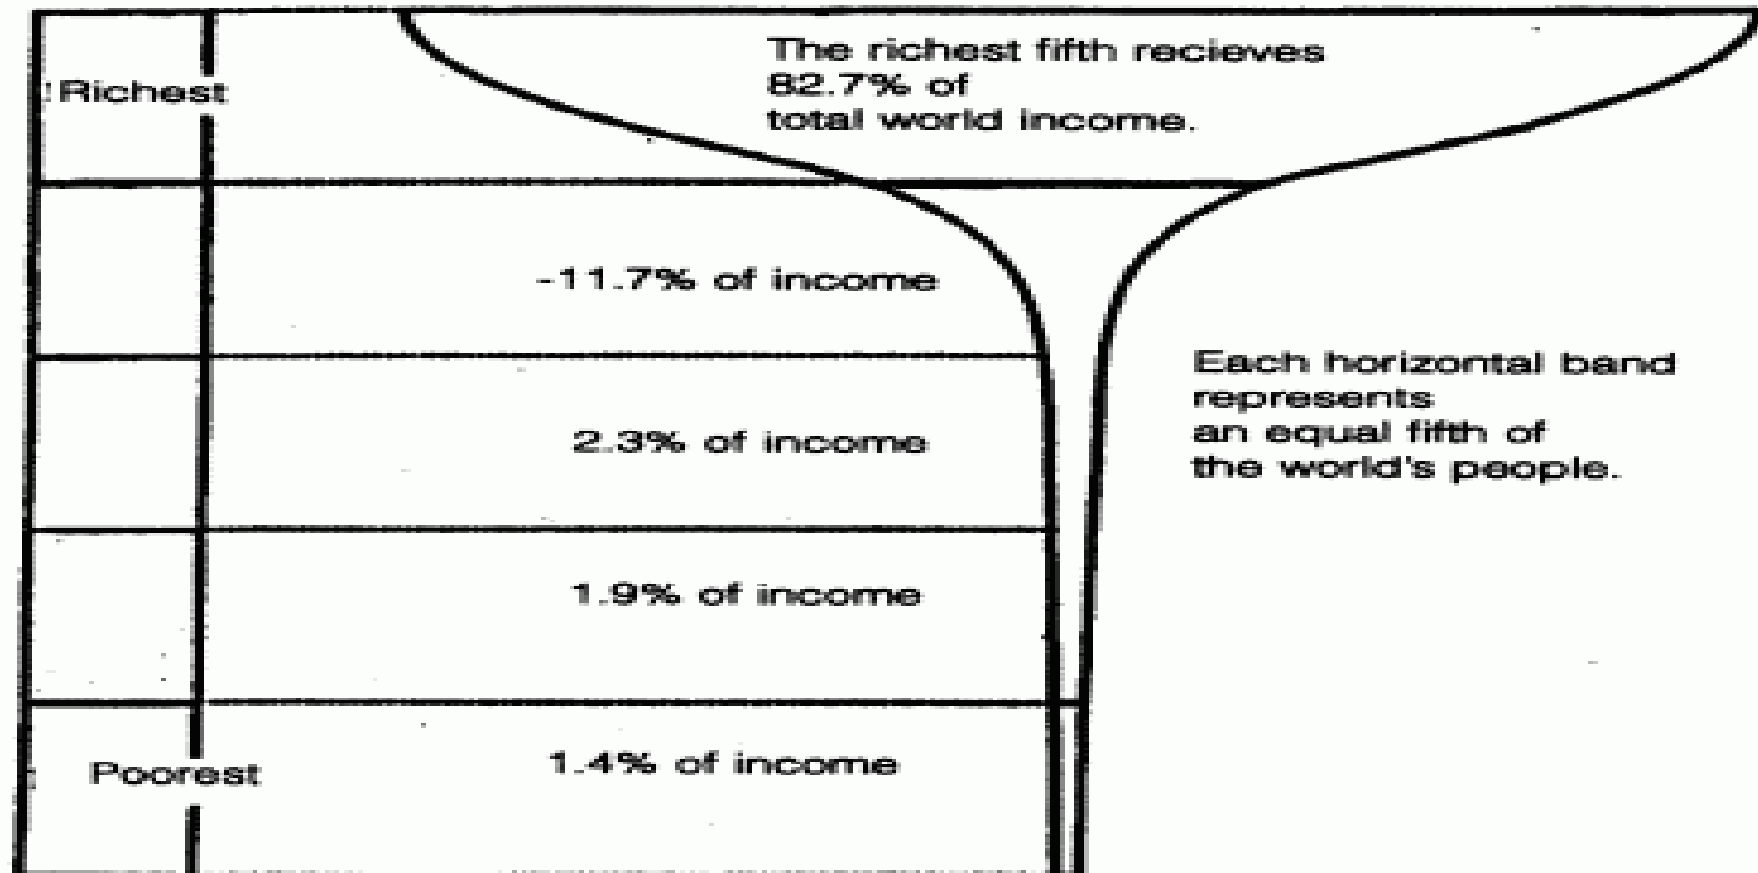 The richest fifth recieves
82.7% of
total world income.
Richest
-11.7% of income
Each horizontal band
represents
an equal fifth of
the world's people.
2.3% of income
1.9% of income
Poorest
1.4% of income